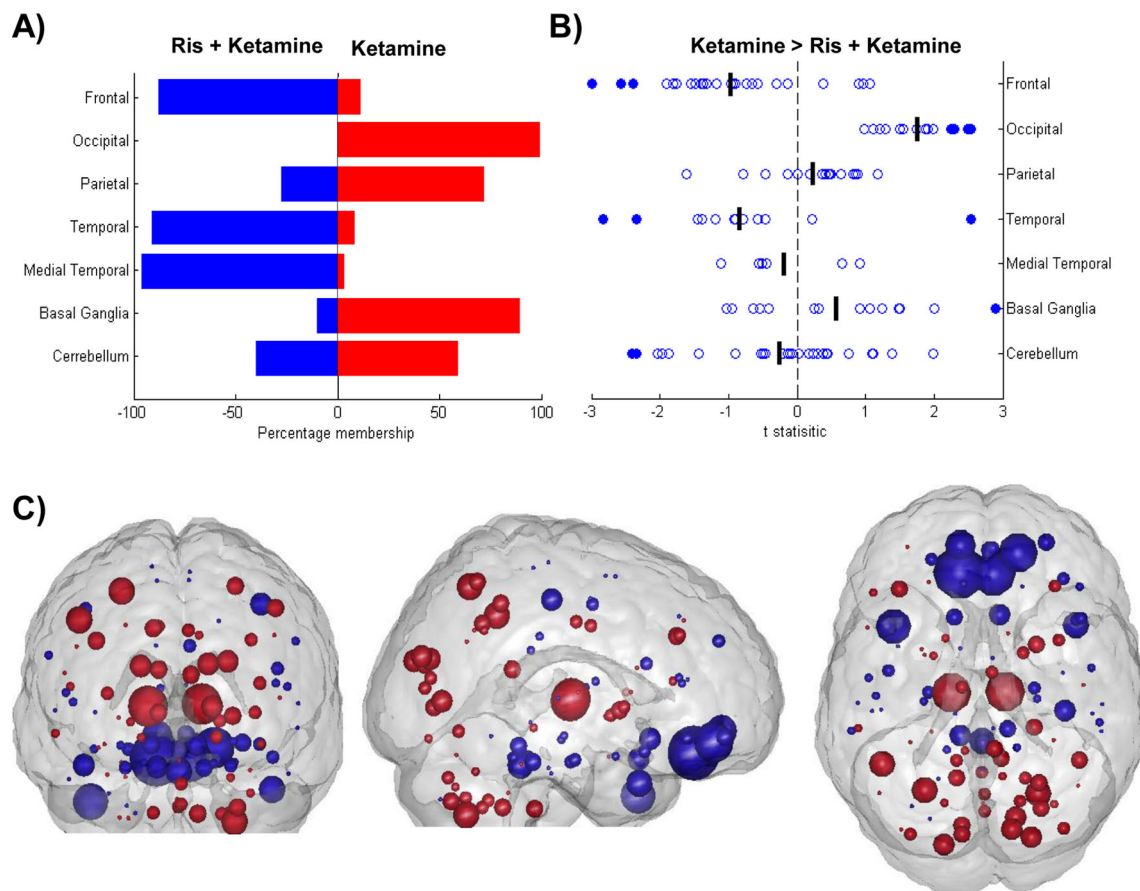 A)
Ris + Ketamine
Ketamine
Frontal
Occipital
Parietal
Temporal
Medial Temporal
Basal Ganglia
Cerrebellum
-100
-50
0
50
100
Percentage membership
B)
Ketamine > Ris + Ketamine
Frontal
Occipital
Parietal
Temporal
Medial Temporal
Basal Ganglia
Cerebellum
-3
-2
-1
0
1
2
3
t statisitic
C)